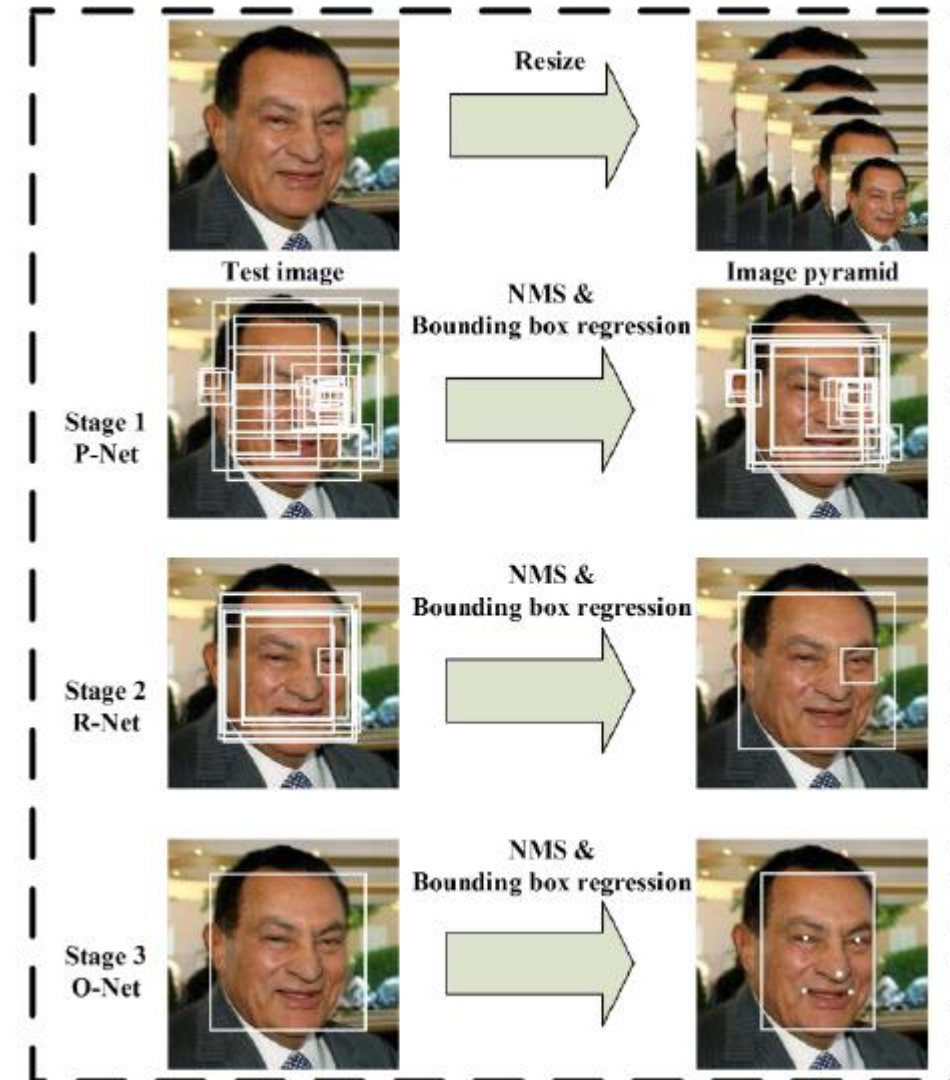 Resize
Test image
Image pyramid
NMS &
Bounding box regression
Stage 1
P-Net
NMS &
Bounding box regression
Stage 2
R-Net
NMS &
Bounding box regression
Stage 3
O-Net